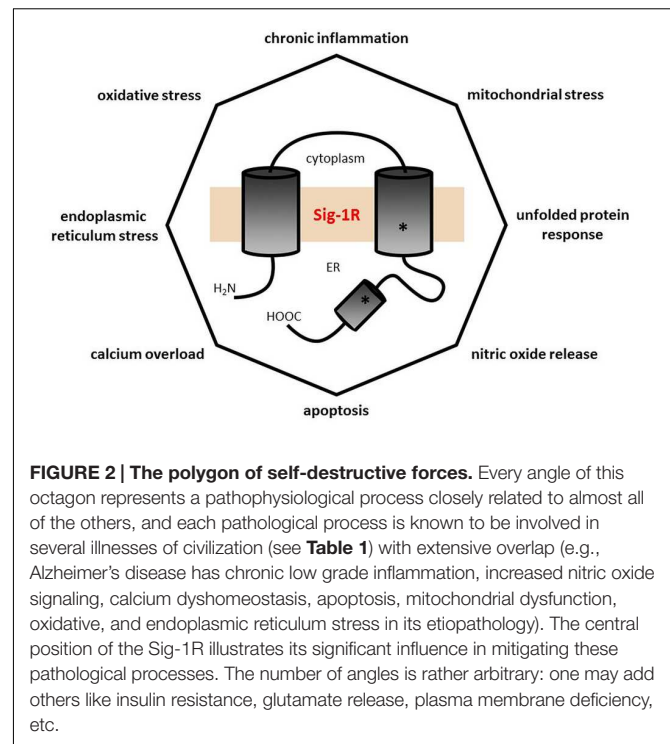 chronic inflammation
oxidative stress
mitochondrial stress
cytoplasm
endoplasmic
reticulum stress
Sig-1R
*
unfolded protein
response
ER
H₂N
*
HOOC
calcium overload
nitric oxide release
apoptosis
FIGURE 2 | The polygon of self-destructive forces. Every angle of this
octagon represents a pathophysiological process closely related to almost all
of the others, and each pathological process is known to be involved in
several illnesses of civilization (see Table 1) with extensive overlap (e.g.,
Alzheimer's disease has chronic low grade inflammation, increased nitric oxide
signaling, calcium dyshomeostasis, apoptosis, mitochondrial dysfunction,
oxidative, and endoplasmic reticulum stress in its etiopathology). The central
position of the Sig-1R illustrates its significant influence in mitigating these
pathological processes. The number of angles is rather arbitrary: one may add
others like insulin resistance, glutamate release, plasma membrane deficiency,
etc.